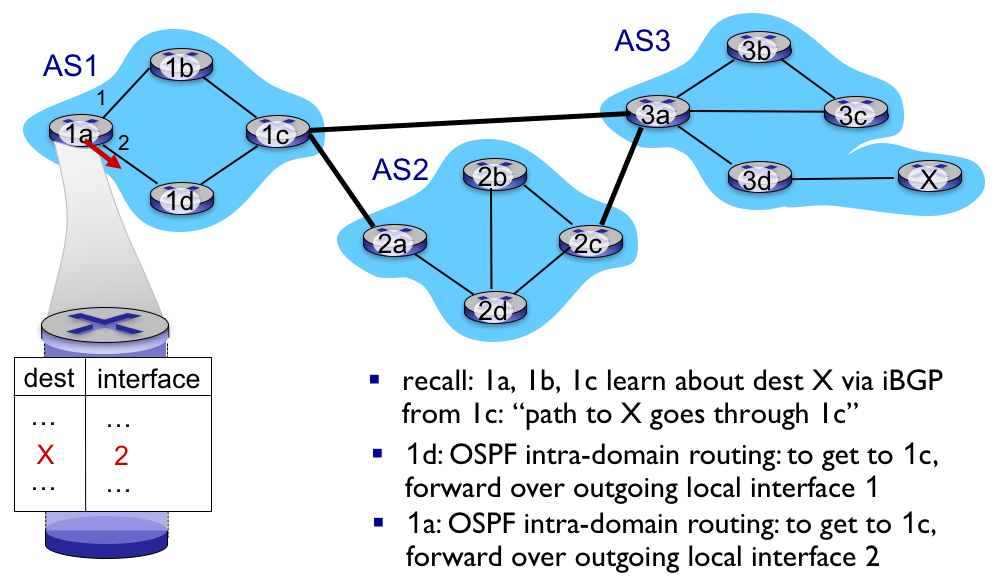 AS1
1b
1
1a
2
1c
1d
AS2
2b
2a
2c
2d
AS3
3b
3a
3c
3d
X
dest interface
… …
X 2
… …
▪ recall: 1a, 1b, 1c learn about dest X via iBGP
from 1c: “path to X goes through 1c”
▪ 1d: OSPF intra-domain routing: to get to 1c,
forward over outgoing local interface 1
▪ 1a: OSPF intra-domain routing: to get to 1c,
forward over outgoing local interface 2